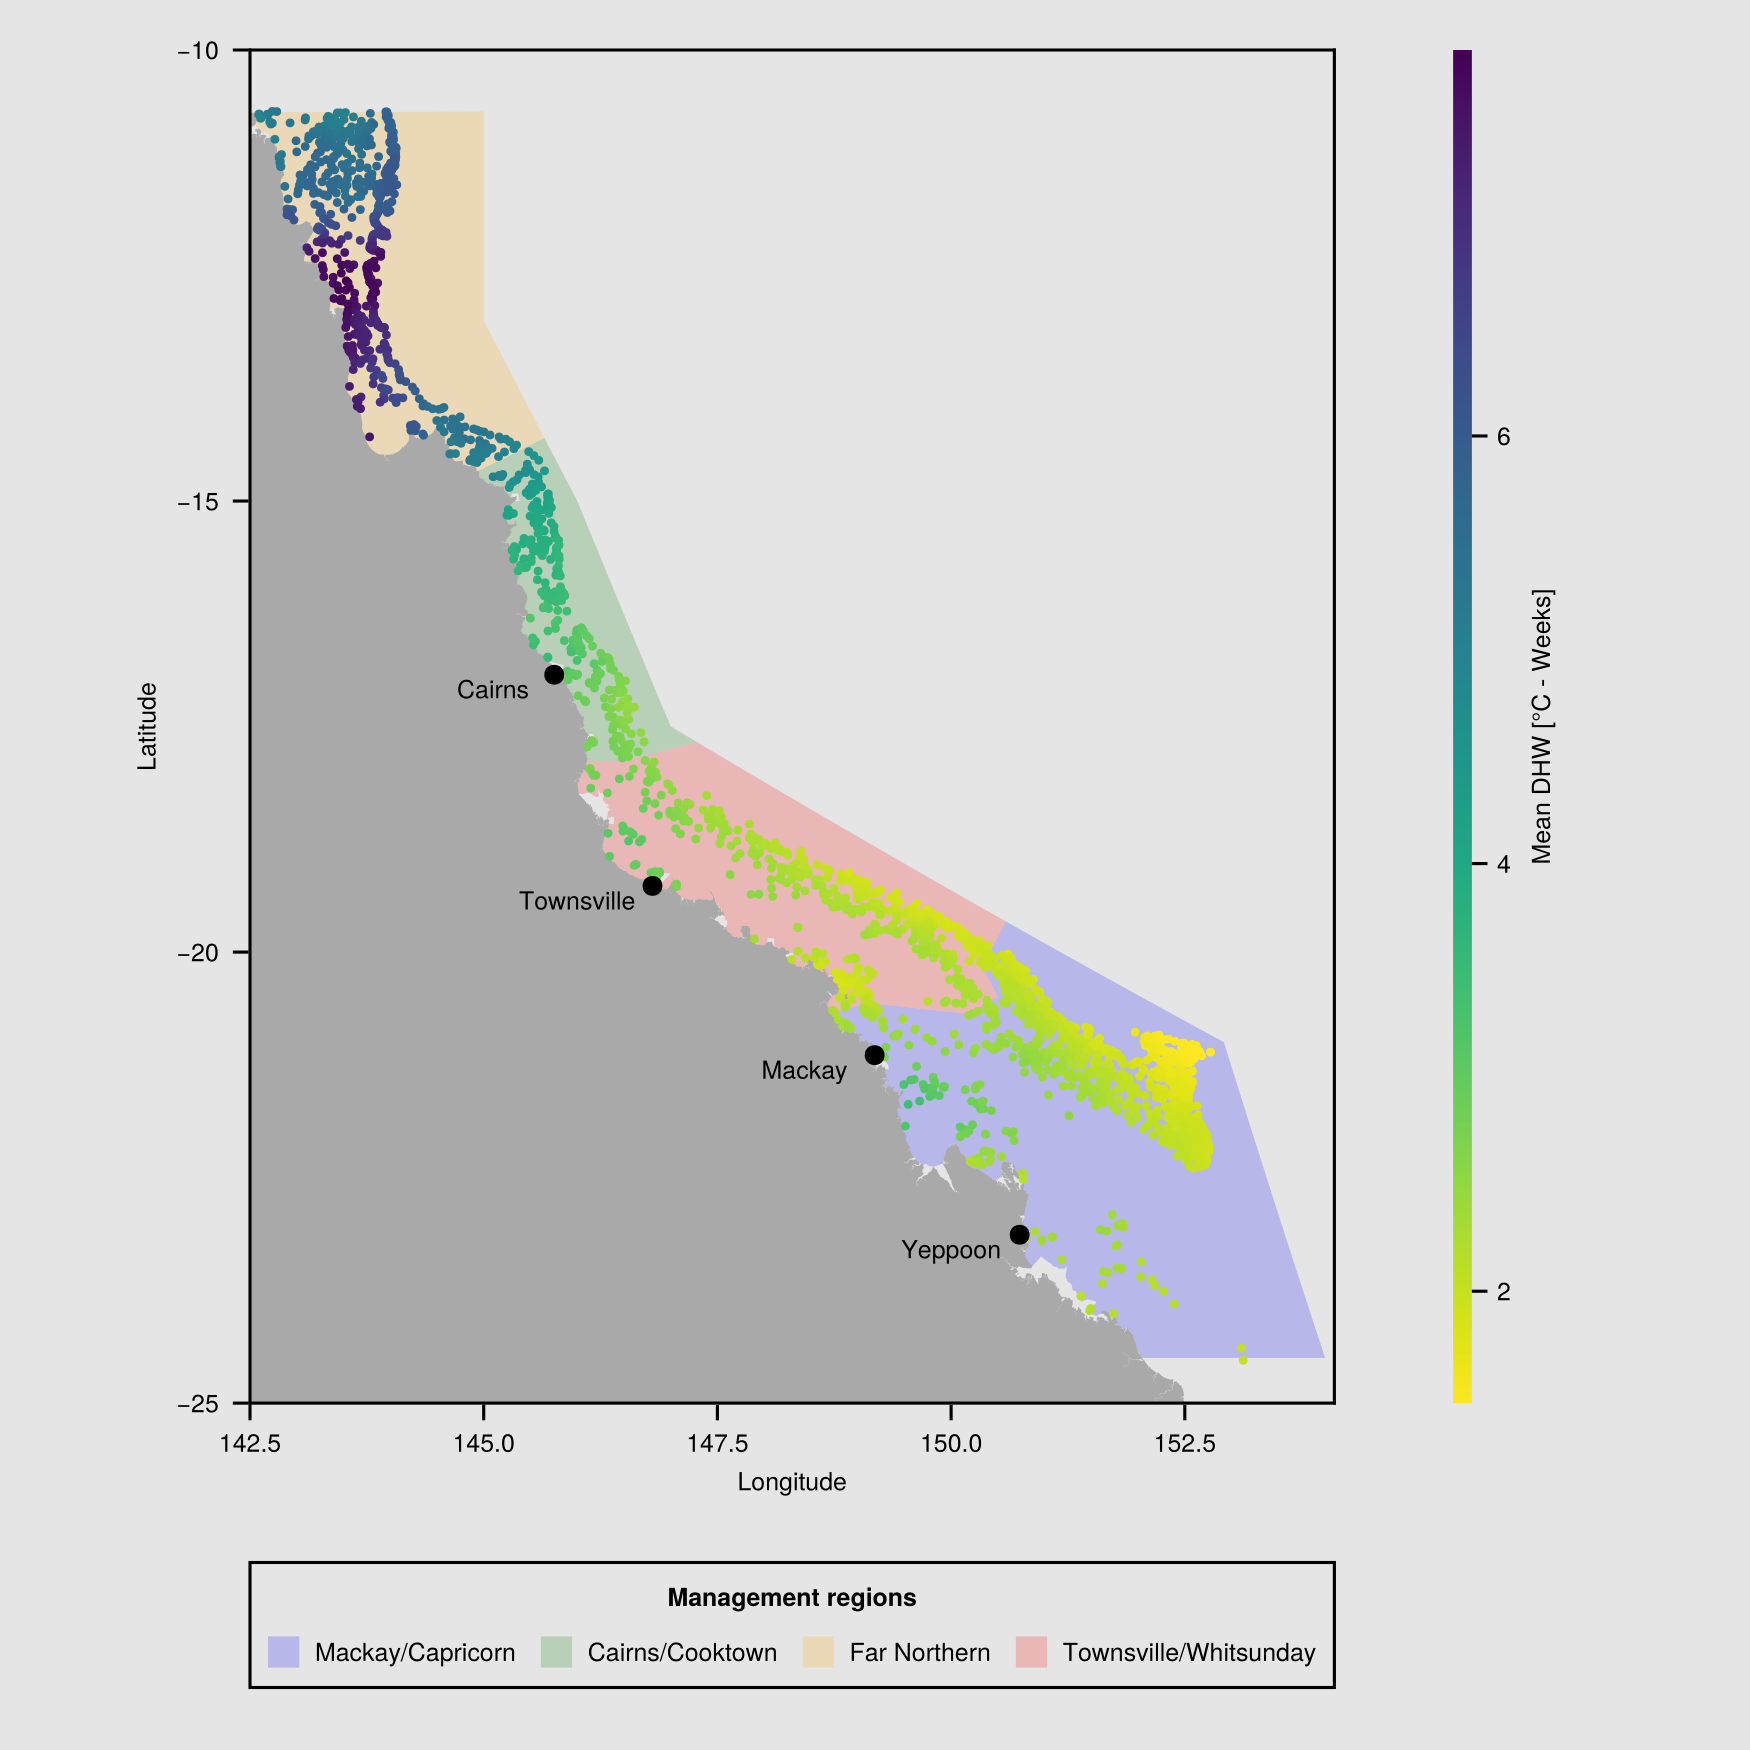 −10
−15
−20
−25
Latitude
Cairns
Townsville
Mackay
Yeppoon
142.5 145.0 147.5 150.0 152.5
Longitude
6
4
2
Mean DHW [°C - Weeks]
Management regions
Mackay/Capricorn Cairns/Cooktown Far Northern Townsville/Whitsunday